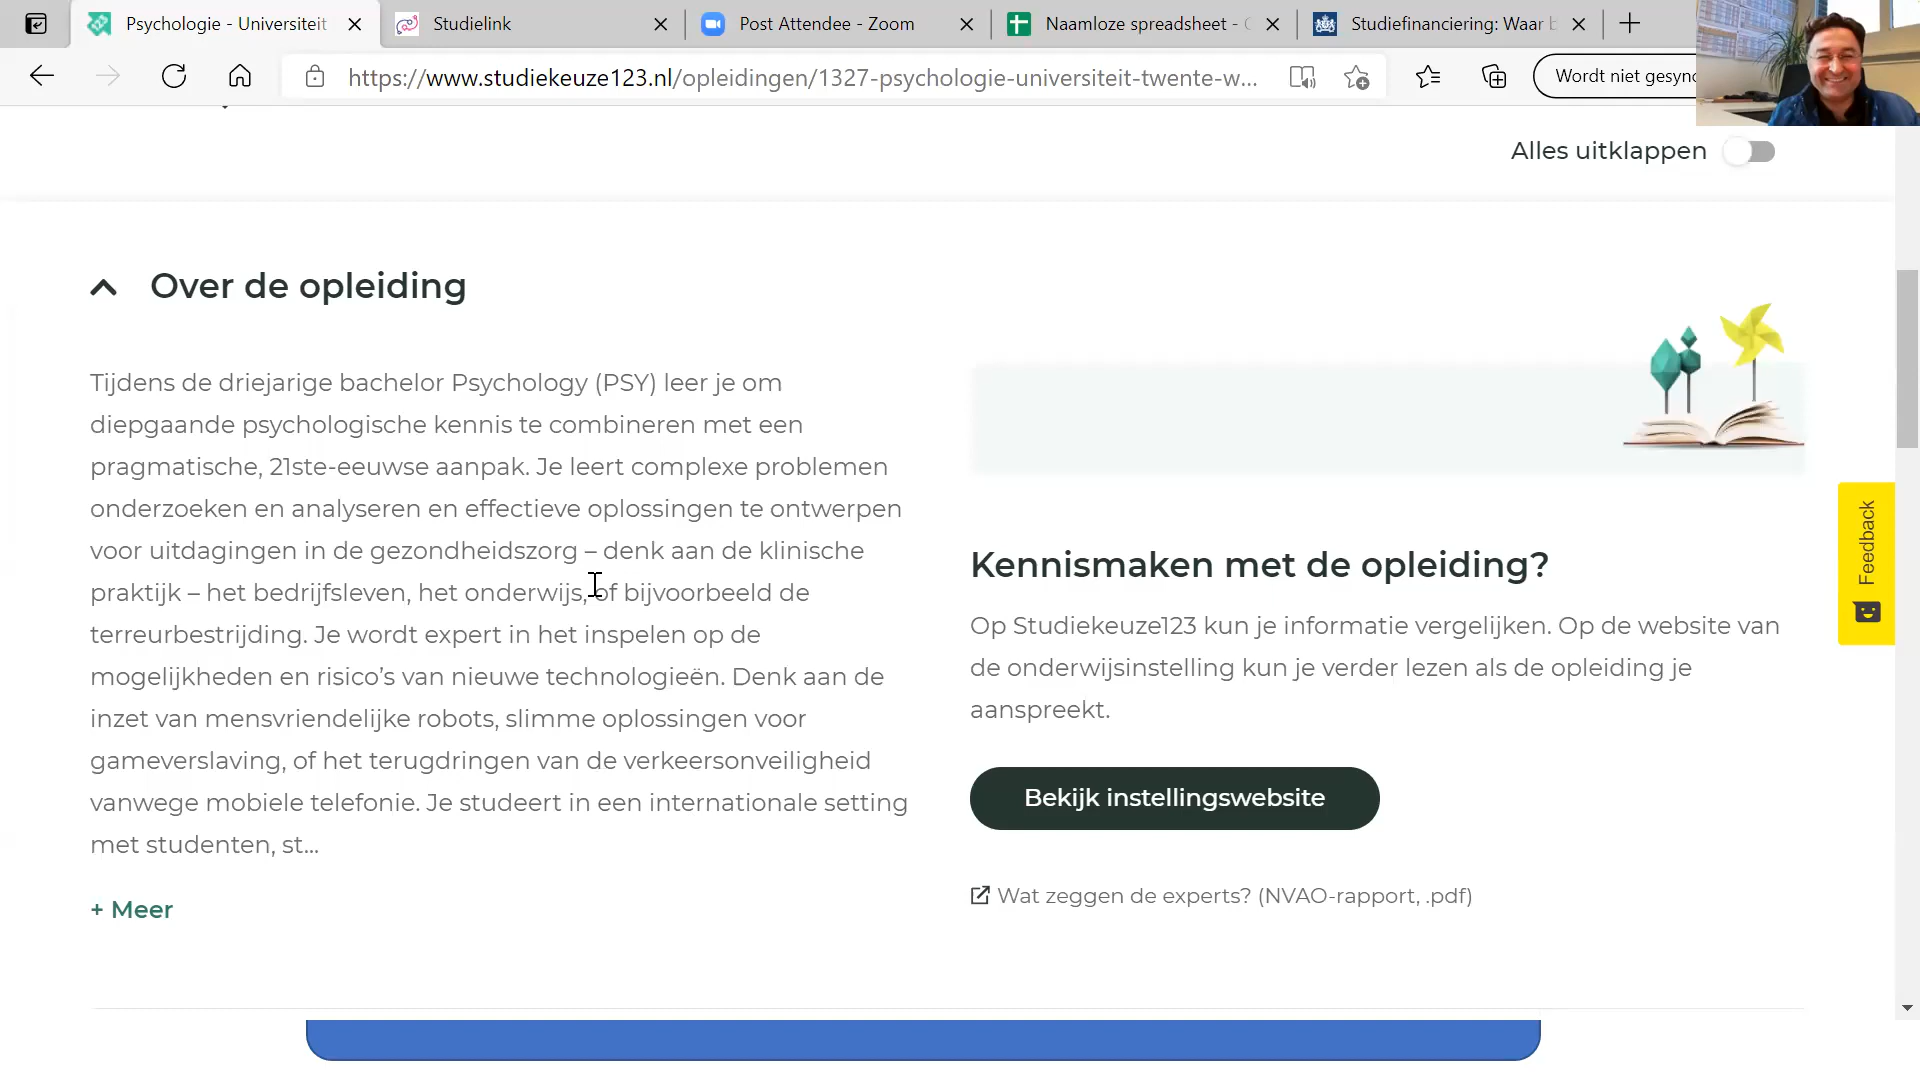 Psychologie - Universiteit
Studielink
Post Attendee - Zoom
Naamloze spreadsheet -
Studiefinanciering: Waar
https://www.studiekeuze123.nl/opleidingen/1327-psychologie-universiteit-twente-w...
Wordt niet gesync
Alles uitklappen
Over de opleiding
Tijdens de driejarige bachelor Psychology (PSY) leer je om
diepgaande psychologische kennis te combineren met een
pragmatische, 21ste-eeuwse aanpak. Je leert complexe problemen
onderzoeken en analyseren en effectieve oplossingen te ontwerpen
voor uitdagingen in de gezondheidszorg – denk aan de klinische
praktijk – het bedrijfsleven, het onderwijs, of bijvoorbeeld de
terreurbestrijding. Je wordt expert in het inspelen op de
mogelijkheden en risico’s van nieuwe technologieën. Denk aan de
inzet van mensvriendelijke robots, slimme oplossingen voor
gameverslaving, of het terugdringen van de verkeersonveiligheid
vanwege mobiele telefonie. Je studeert in een internationale setting
met studenten, st...
+ Meer
Kennismaken met de opleiding?
Op Studiekeuze123 kun je informatie vergelijken. Op de website van
de onderwijsinstelling kun je verder lezen als de opleiding je
aanspreekt.
Bekijk instellingswebsite
Wat zeggen de experts? (NVAO-rapport, .pdf)
Feedback